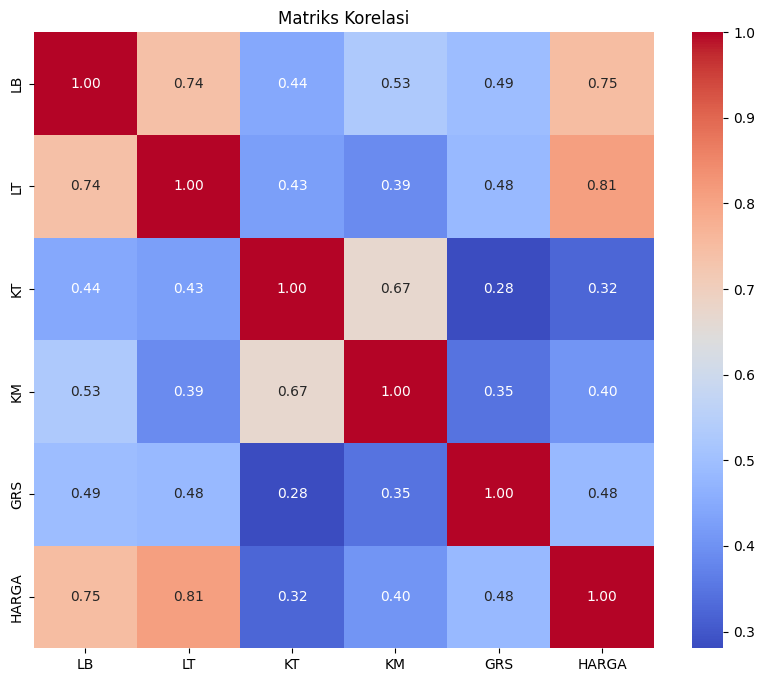 Matriks Korelasi
LB 1.00 0.74 0.44 0.53 0.49 0.75
LT 0.74 1.00 0.43 0.39 0.48 0.81
KT 0.44 0.43 1.00 0.67 0.28 0.32
KM 0.53 0.39 0.67 1.00 0.35 0.40
GRS 0.49 0.48 0.28 0.35 1.00 0.48
HARGA 0.75 0.81 0.32 0.40 0.48 1.00
LB LT KT KM GRS HARGA
1.0
0.9
0.8
0.7
0.6
0.5
0.4
0.3